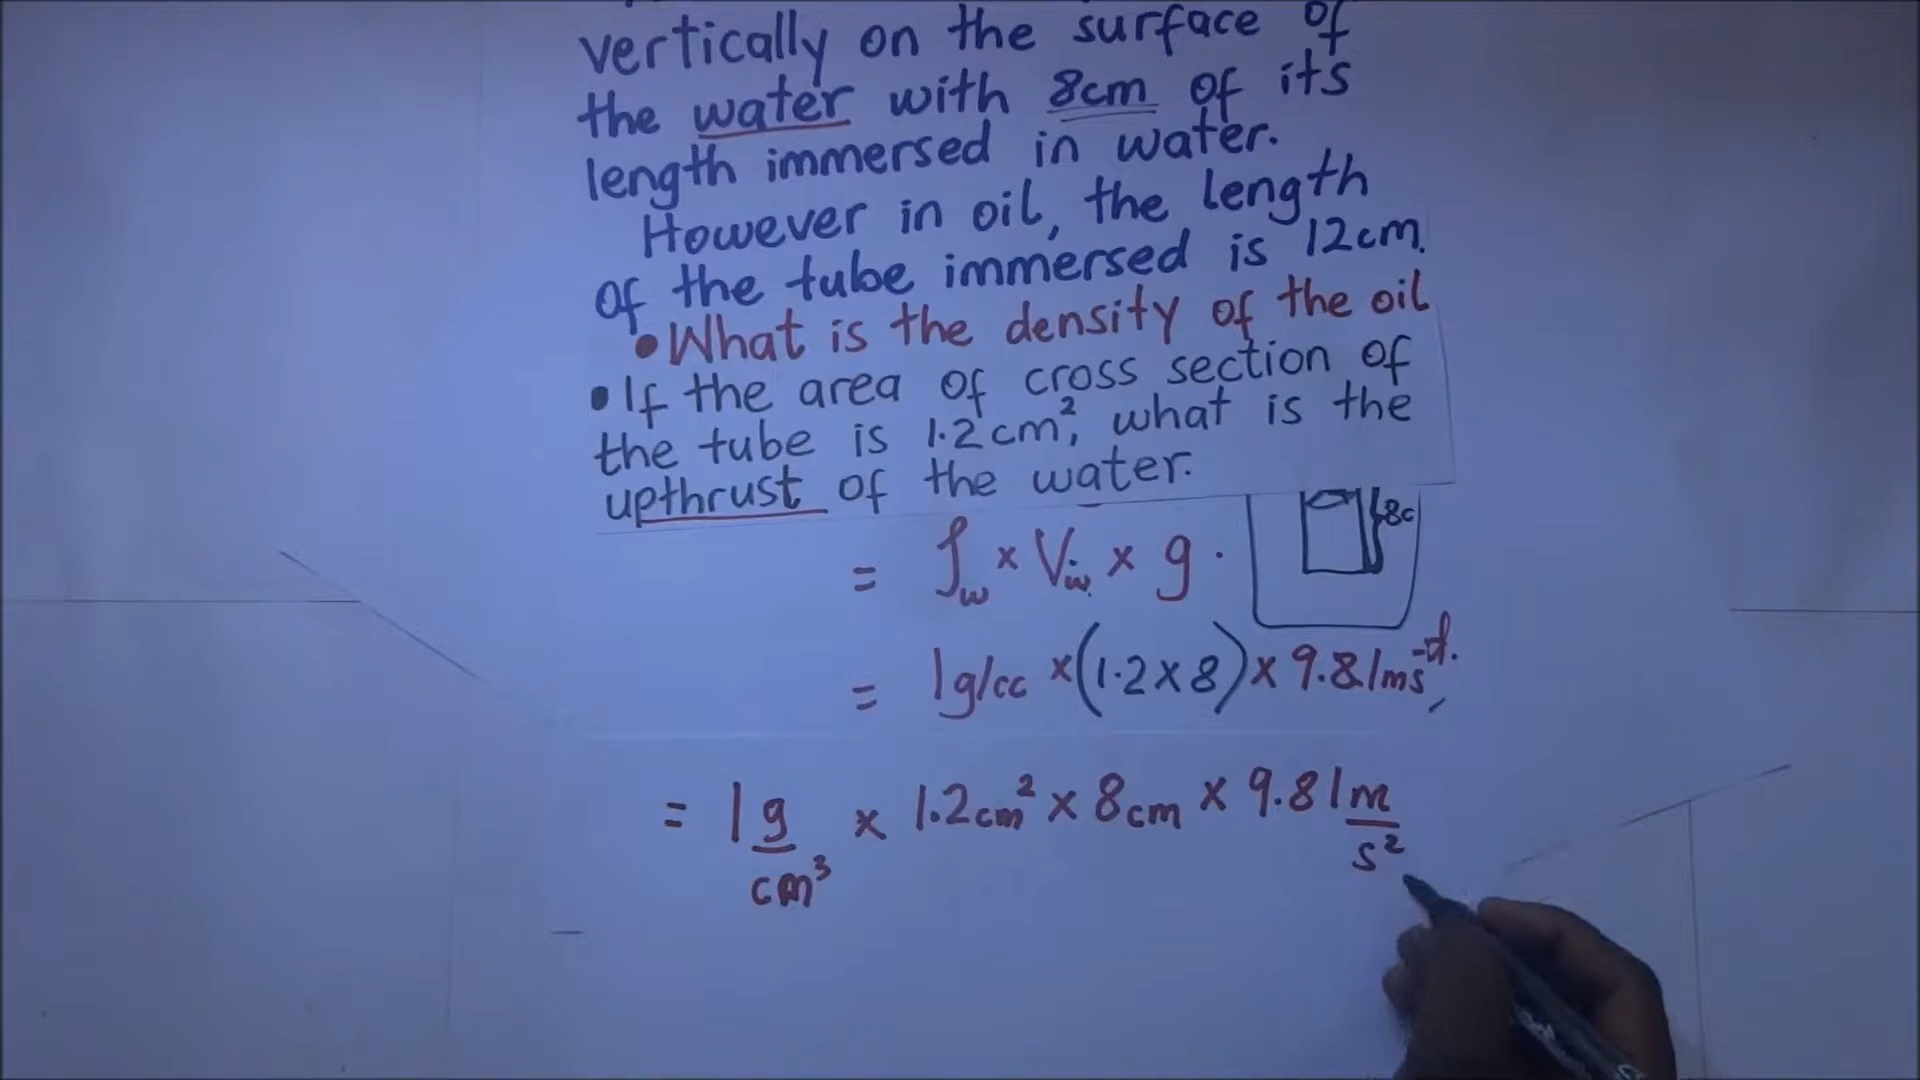 vertically on the surface of
the water with 8cm of its
length immersed in water.
However in oil, the length
of the tube immersed is 12cm.
• What is the density of the oil
• If the area of cross section of
the tube is 1.2cm², what is the
upthrust of the water.
8c
= ρw × Viw × g .
= 1g/cc × (1.2 × 8) × 9.81ms⁻².
= 1g/cm³ × 1.2cm² × 8cm × 9.81m/s²